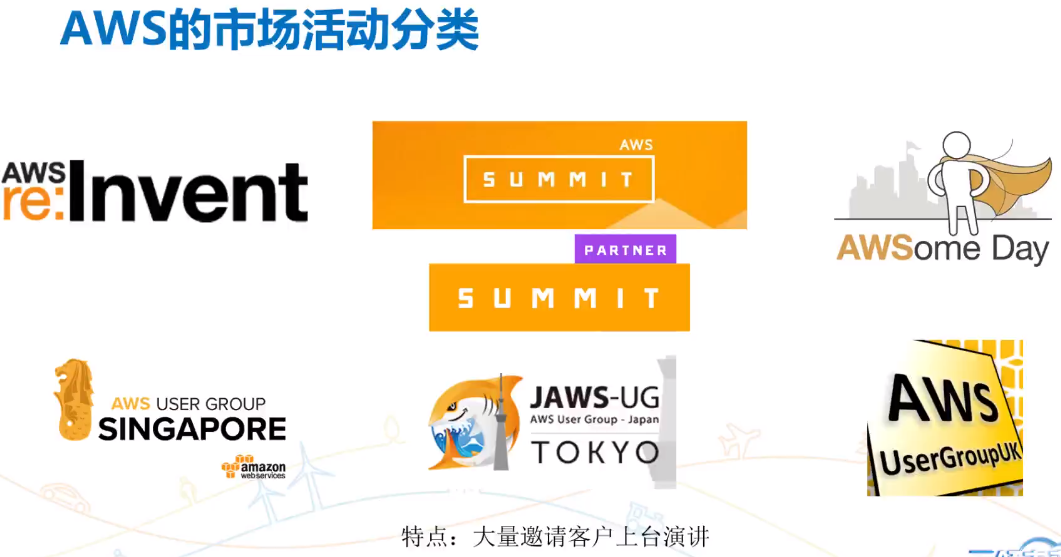 AWS的市场活动分类
AWS
re:Invent
AWS
SUMMIT
PARTNER
SUMMIT
AWSome Day
AWS USER GROUP
SINGAPORE
amazon
webservices
JAWS-UG
AWS User Group - Japan
TOKYO
AWS
UserGroupUK
特点：大量邀请客户上台演讲